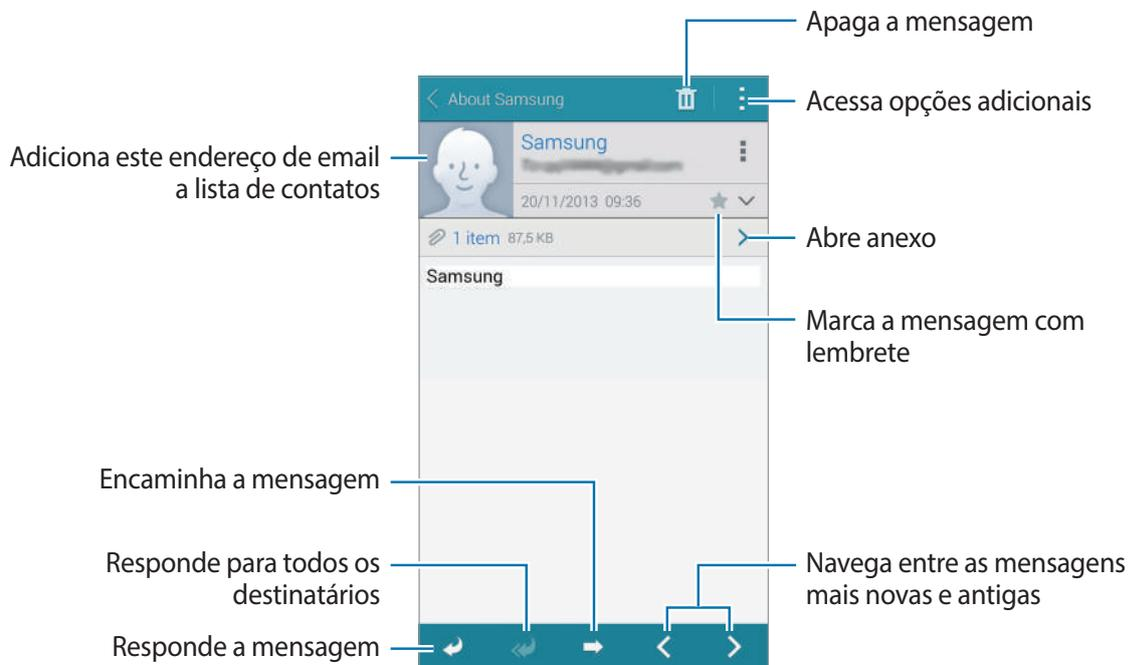 Apaga a mensagem
About Samsung
Acessa opções adicionais
Adiciona este endereço de email
a lista de contatos
Samsung
20/11/2013 09:36
1 item 87,5 KB
Abre anexo
Samsung
Marca a mensagem com
lembrete
Encaminha a mensagem
Responde para todos os
destinatários
Navega entre as mensagens
mais novas e antigas
Responde a mensagem